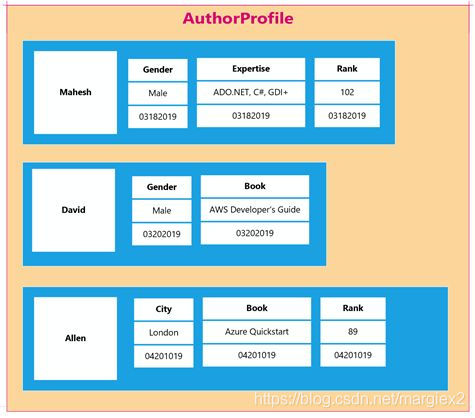 AuthorProfile
Mahesh
Gender
Male
03182019
Expertise
ADO.NET, C#, GDI+
03182019
Rank
102
03182019
David
Gender
Male
03202019
Book
AWS Developer's Guide
03202019
Allen
City
London
04201019
Book
Azure Quickstart
04201019
Rank
89
04201019
https://blog.csdn.net/margiex2